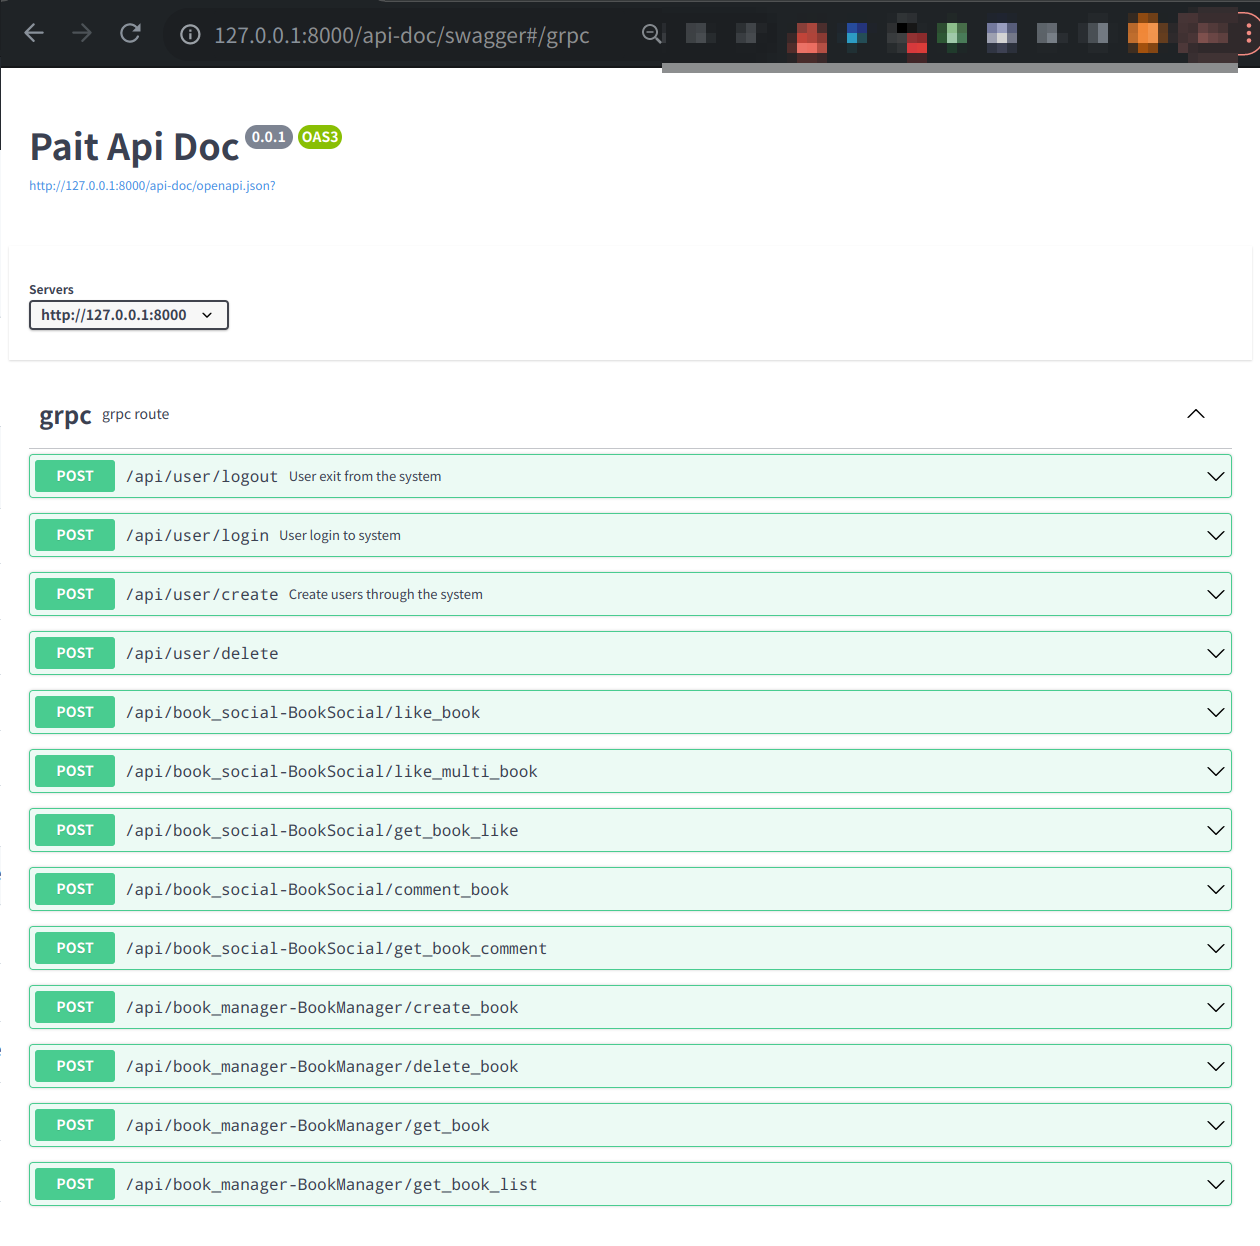 127.0.0.1:8000/api-doc/swagger#/grpc
Pait Api Doc 0.0.1 OAS3
http://127.0.0.1:8000/api-doc/openapi.json?
Servers
http://127.0.0.1:8000
grpc grpc route
POST /api/user/logout User exit from the system
POST /api/user/login User login to system
POST /api/user/create Create users through the system
POST /api/user/delete
POST /api/book_social-BookSocial/like_book
POST /api/book_social-BookSocial/like_multi_book
POST /api/book_social-BookSocial/get_book_like
POST /api/book_social-BookSocial/comment_book
POST /api/book_social-BookSocial/get_book_comment
POST /api/book_manager-BookManager/create_book
POST /api/book_manager-BookManager/delete_book
POST /api/book_manager-BookManager/get_book
POST /api/book_manager-BookManager/get_book_list